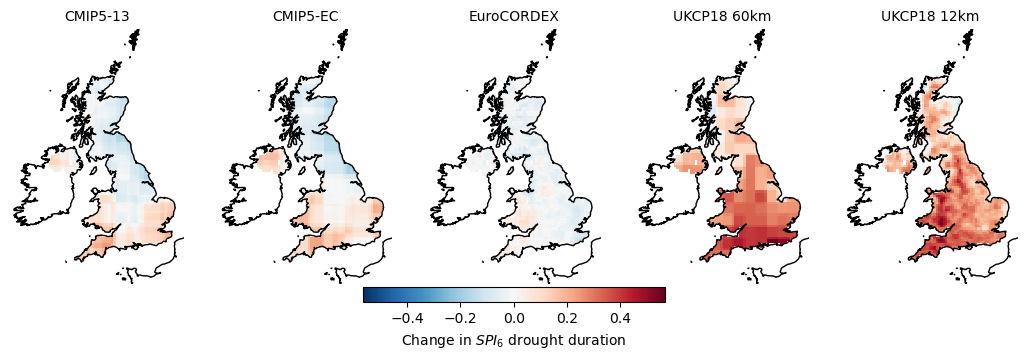 CMIP5-13 CMIP5-EC EuroCORDEX UKCP18 60km UKCP18 12km
−0.4 −0.2 0.0 0.2 0.4
Change in SPI₆ drought duration